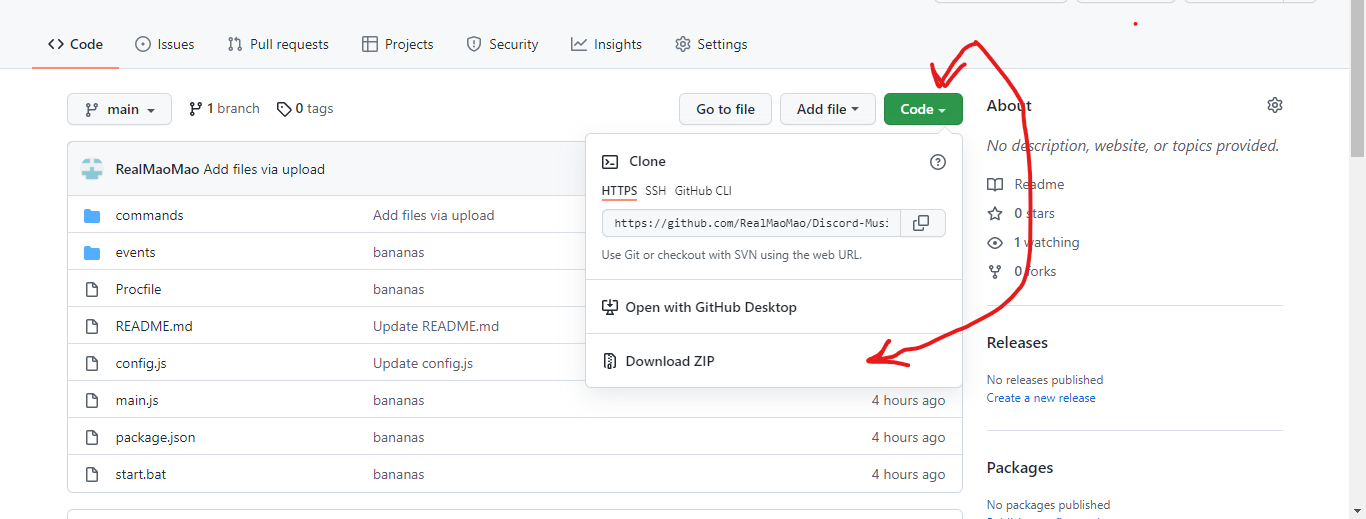 Code Issues Pull requests Projects Security Insights Settings
main 1 branch 0 tags Go to file Add file Code
RealMaoMao Add files via upload
commands Add files via upload
events bananas
Procfile bananas
README.md Update README.md
config.js Update config.js
main.js bananas 4 hours ago
package.json bananas 4 hours ago
start.bat bananas 4 hours ago
Clone
HTTPS SSH GitHub CLI
https://github.com/RealMaoMao/Discord-Musi
Use Git or checkout with SVN using the web URL.
Open with GitHub Desktop
Download ZIP
About
No description, website, or topics provided.
Readme
0 stars
1 watching
0 forks
Releases
No releases published
Create a new release
Packages
No packages published